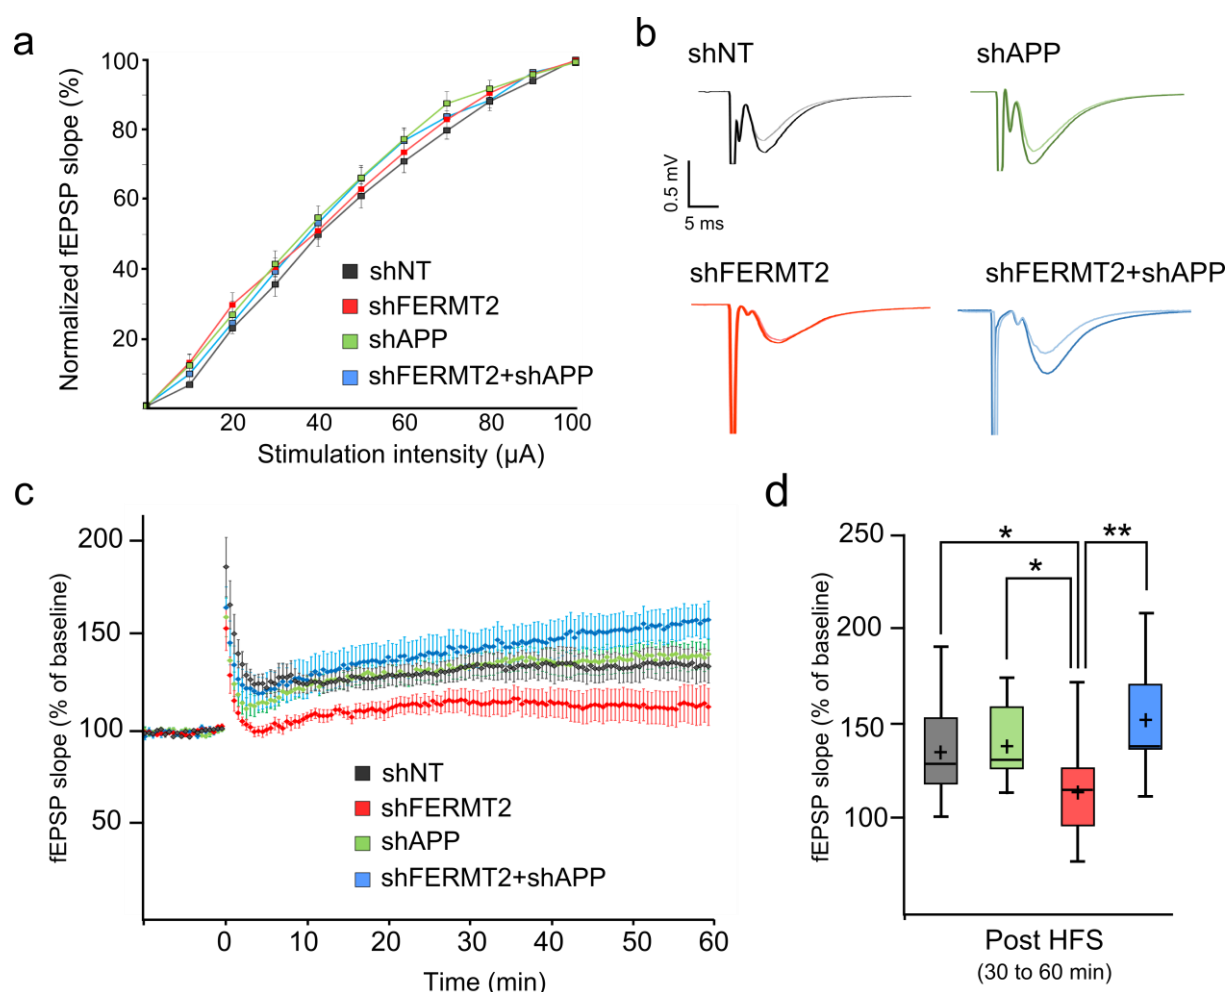 a
Normalized fEPSP slope (%)
100
80
60
40
20
20 40 60 80 100
Stimulation intensity (µA)
shNT
shFERMT2
shAPP
shFERMT2+shAPP
b
shNT
shAPP
0.5 mV
5 ms
shFERMT2
shFERMT2+shAPP
c
fEPSP slope (% of baseline)
200
150
100
50
0 10 20 30 40 50 60
Time (min)
shNT
shFERMT2
shAPP
shFERMT2+shAPP
d
fEPSP slope (% of baseline)
250
200
150
100
*
*
**
+
+
+
+
Post HFS
(30 to 60 min)